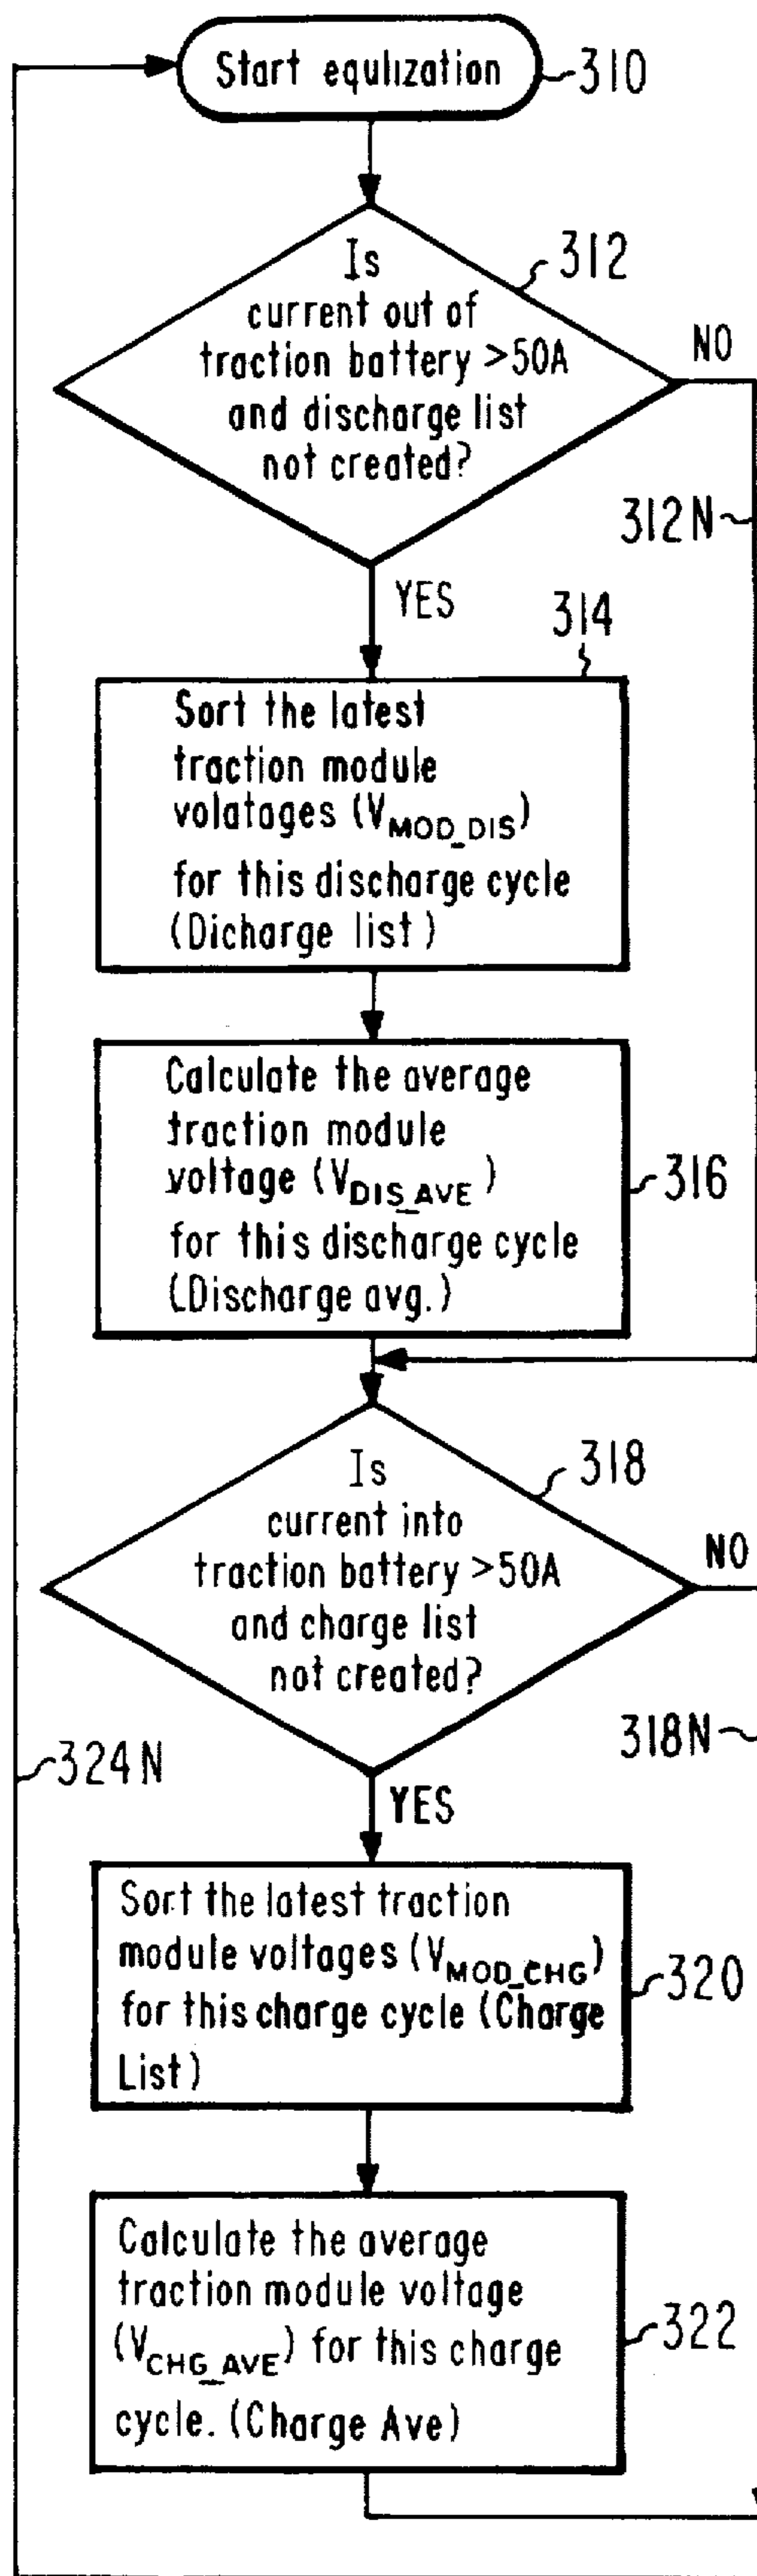 Start equlization
310
Is
current out of
traction battery >50A
and discharge list
not created?
312
NO
312N
YES
314
Sort the latest
traction module
volatages (VMOD_DIS)
for this discharge cycle
(Dicharge list)
Calculate the average
traction module
voltage (VDIS_AVE)
for this discharge cycle
(Discharge avg.)
316
Is
current into
traction battery >50A
and charge list
not created?
318
NO
318N
324N
YES
Sort the latest traction
module voltages (VMOD_CHG)
for this charge cycle (Charge
List)
320
Calculate the average
traction module voltage
(VCHG_AVE) for this charge
cycle. (Charge Ave)
322